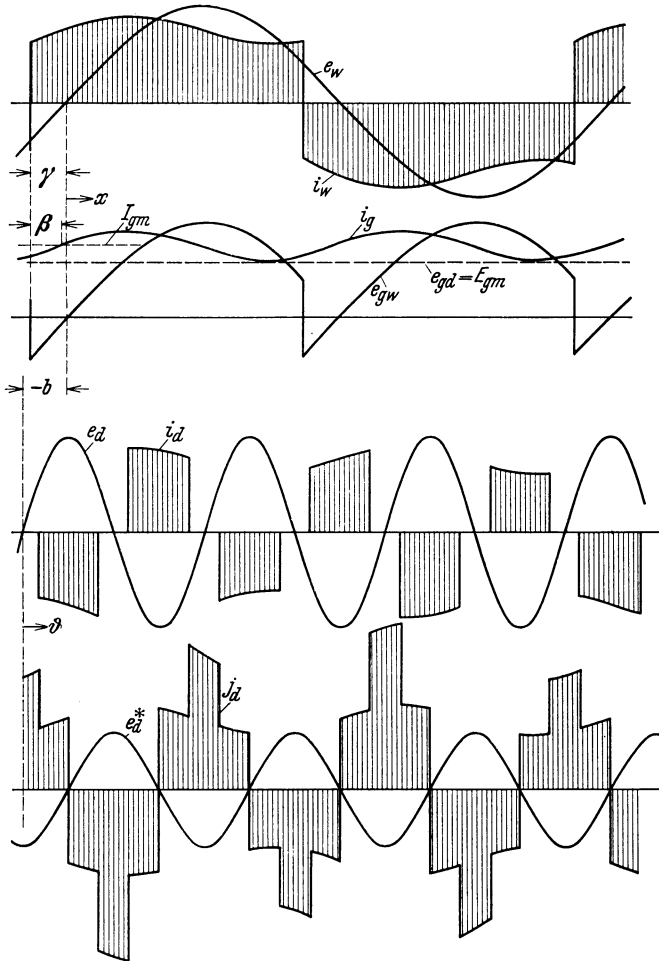 e_w
i_w
γ
x
β
I_gm
i_g
e_gw
e_gd = E_gm
-b
e_d
i_d
ϑ
e_d^*
j_d